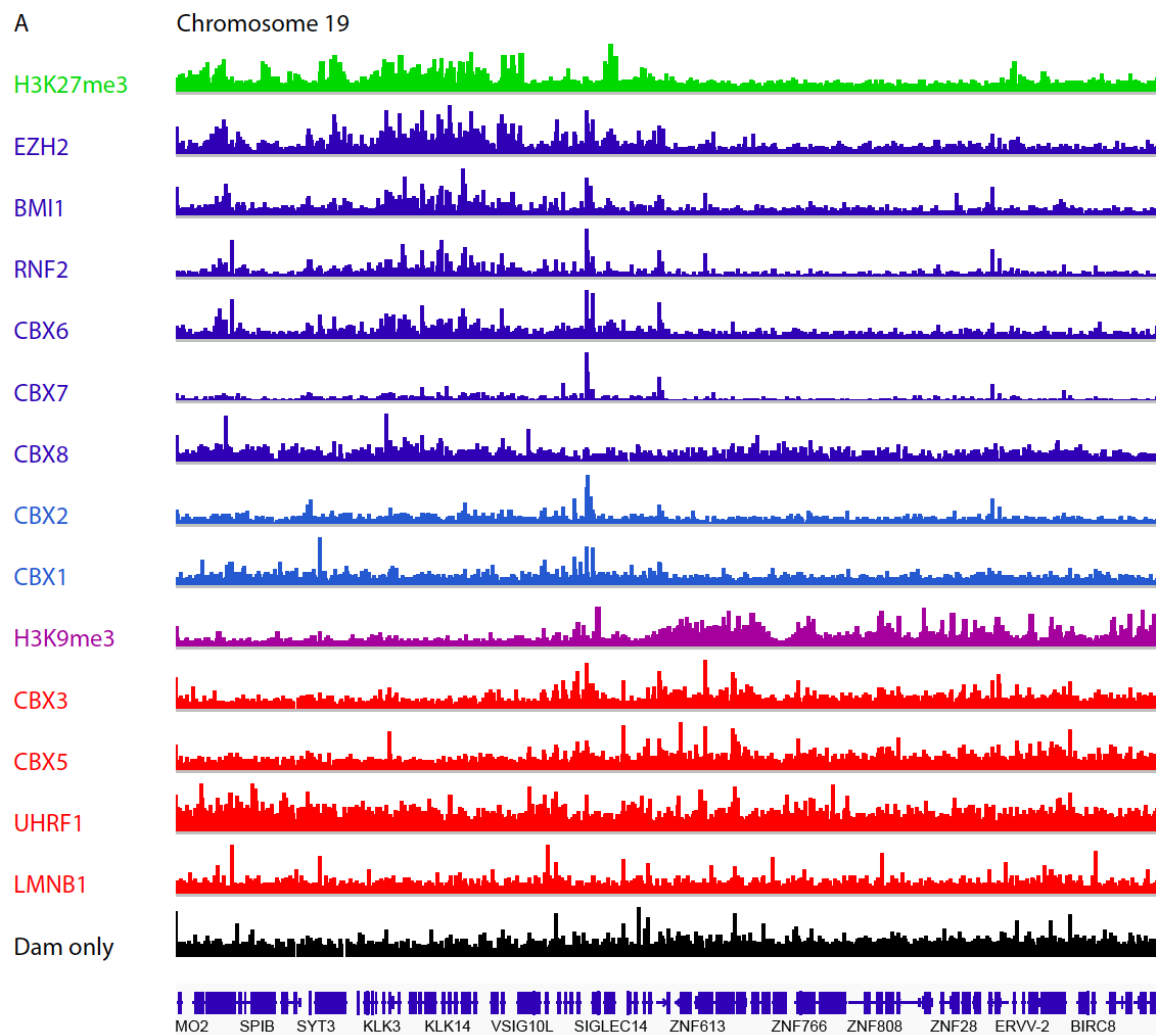 A Chromosome 19
H3K27me3
EZH2
BMI1
RNF2
CBX6
CBX7
CBX8
CBX2
CBX1
H3K9me3
CBX3
CBX5
UHRF1
LMNB1
Dam only
MO2 SPIB SYT3 KLK3 KLK14 VSIG10L SIGLEC14 ZNF613 ZNF766 ZNF808 ZNF28 ERVV-2 BIRC8